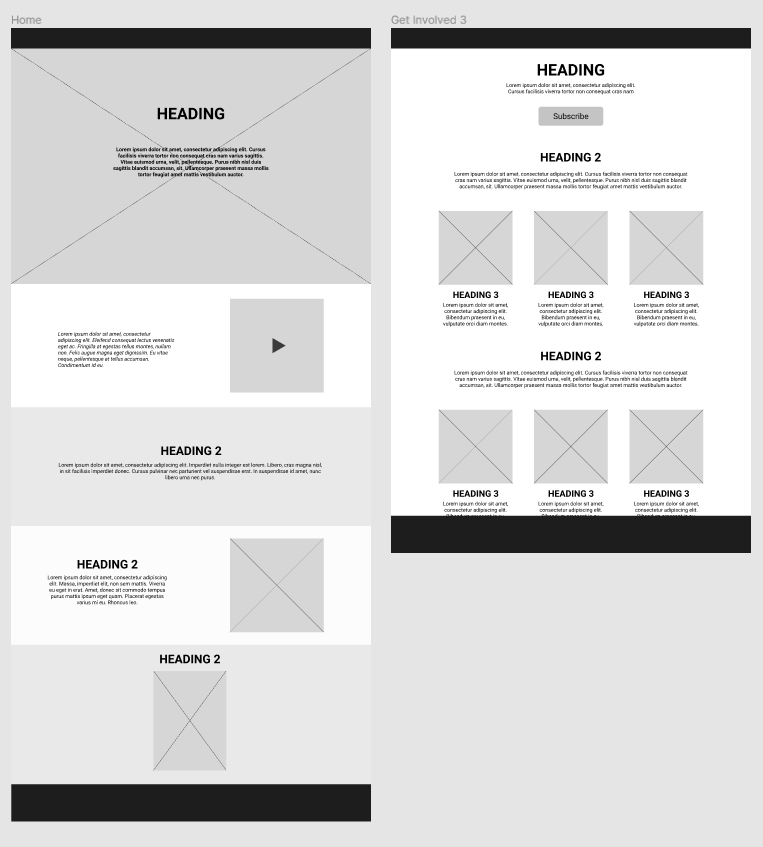 Home
HEADING
Lorem ipsum dolor sit amet, consectetur adipiscing elit. Cursus
facilisis viverra tortor non consequat cras nam varius sagittis.
Vitae euismod urna, velit, pellentesque. Purus nibh nisl duis
sagittis blandit accumsan, sit. Ullamcorper praesent massa mollis
tortor feugiat amet mattis vestibulum auctor.
Lorem ipsum dolor sit amet, consectetur
adipiscing elit. Eleifend consequat lectus venenatis
eget ac. Fringilla at egestas tellus montes, nullam
non. Felis augue magna eget dignissim. Eu vitae
neque, pellentesque et tellus accumsan.
Condimentum id eu.
HEADING 2
Lorem ipsum dolor sit amet, consectetur adipiscing elit. Imperdiet nulla integer est lorem. Libero, cras magna nisl,
in sit facilisis imperdiet donec. Cursus pulvinar nec parturient vel suspendisse erat. In suspendisse id amet, nunc
libero urna nec purus.
HEADING 2
Lorem ipsum dolor sit amet, consectetur adipiscing
elit. Massa, imperdiet elit, non sem mattis. Viverra
eu eget in erat. Amet, donec sit commodo tempus
purus mattis ipsum eget quam. Placerat egestas
varius mi eu. Rhoncus leo.
HEADING 2
Get Involved 3
HEADING
Lorem ipsum dolor sit amet, consectetur adipiscing elit.
Cursus facilisis viverra tortor non consequat cras nam
Subscribe
HEADING 2
Lorem ipsum dolor sit amet, consectetur adipiscing elit. Cursus facilisis viverra tortor non consequat
cras nam varius sagittis. Vitae euismod urna, velit, pellentesque. Purus nibh nisl duis sagittis blandit
accumsan, sit. Ullamcorper praesent massa mollis tortor feugiat amet mattis vestibulum auctor.
HEADING 3
Lorem ipsum dolor sit amet,
consectetur adipiscing elit.
Bibendum praesent in eu,
vulputate orci diam montes.
HEADING 3
Lorem ipsum dolor sit amet,
consectetur adipiscing elit.
Bibendum praesent in eu,
vulputate orci diam montes.
HEADING 3
Lorem ipsum dolor sit amet,
consectetur adipiscing elit.
Bibendum praesent in eu,
vulputate orci diam montes.
HEADING 2
Lorem ipsum dolor sit amet, consectetur adipiscing elit. Cursus facilisis viverra tortor non consequat
cras nam varius sagittis. Vitae euismod urna, velit, pellentesque. Purus nibh nisl duis sagittis blandit
accumsan, sit. Ullamcorper praesent massa mollis tortor feugiat amet mattis vestibulum auctor.
HEADING 3
Lorem ipsum dolor sit amet,
consectetur adipiscing elit.
HEADING 3
Lorem ipsum dolor sit amet,
consectetur adipiscing elit.
HEADING 3
Lorem ipsum dolor sit amet,
consectetur adipiscing elit.